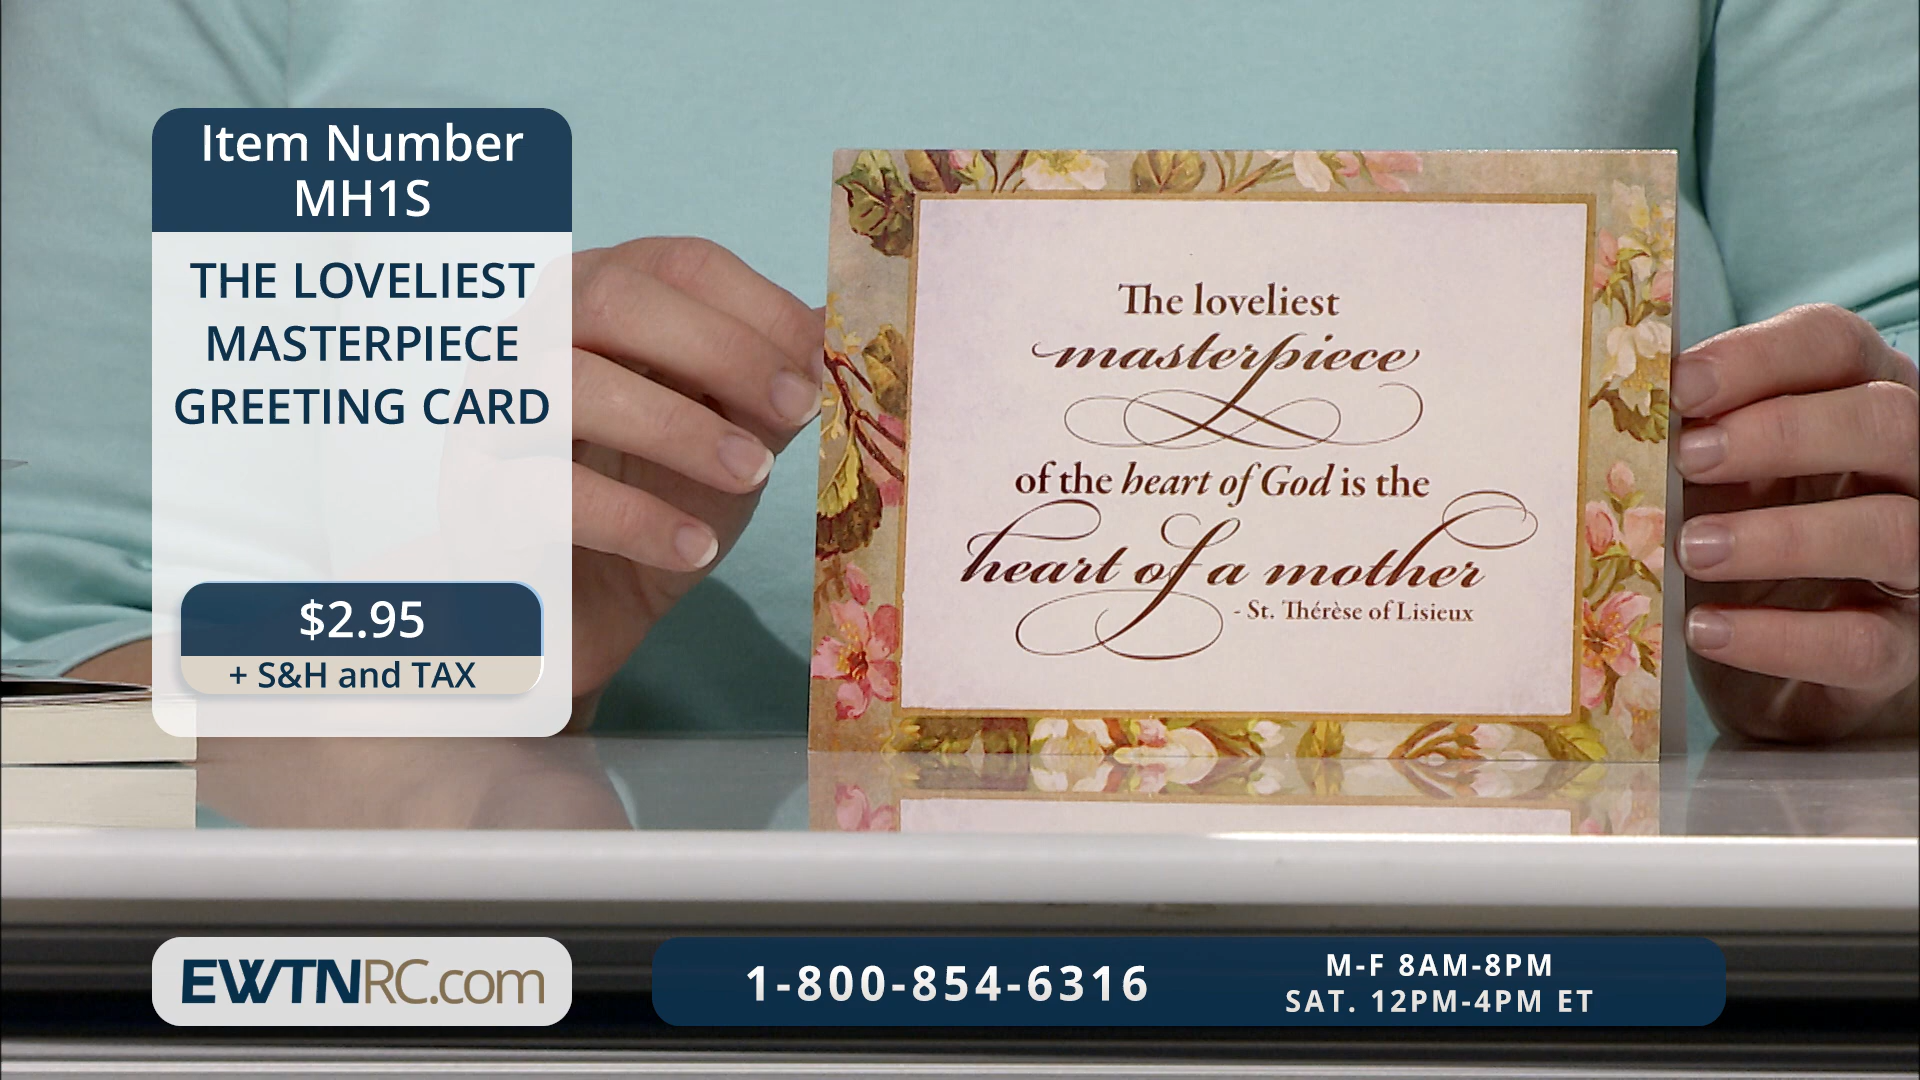 Item Number
MH1S
THE LOVELIEST
MASTERPIECE
GREETING CARD
$2.95
+ S&H and TAX
The loveliest
masterpiece
of the heart of God is the
heart of a mother
- St. Thérèse of Lisieux
EWTNRC.com
1-800-854-6316
M-F 8AM-8PM
SAT. 12PM-4PM ET